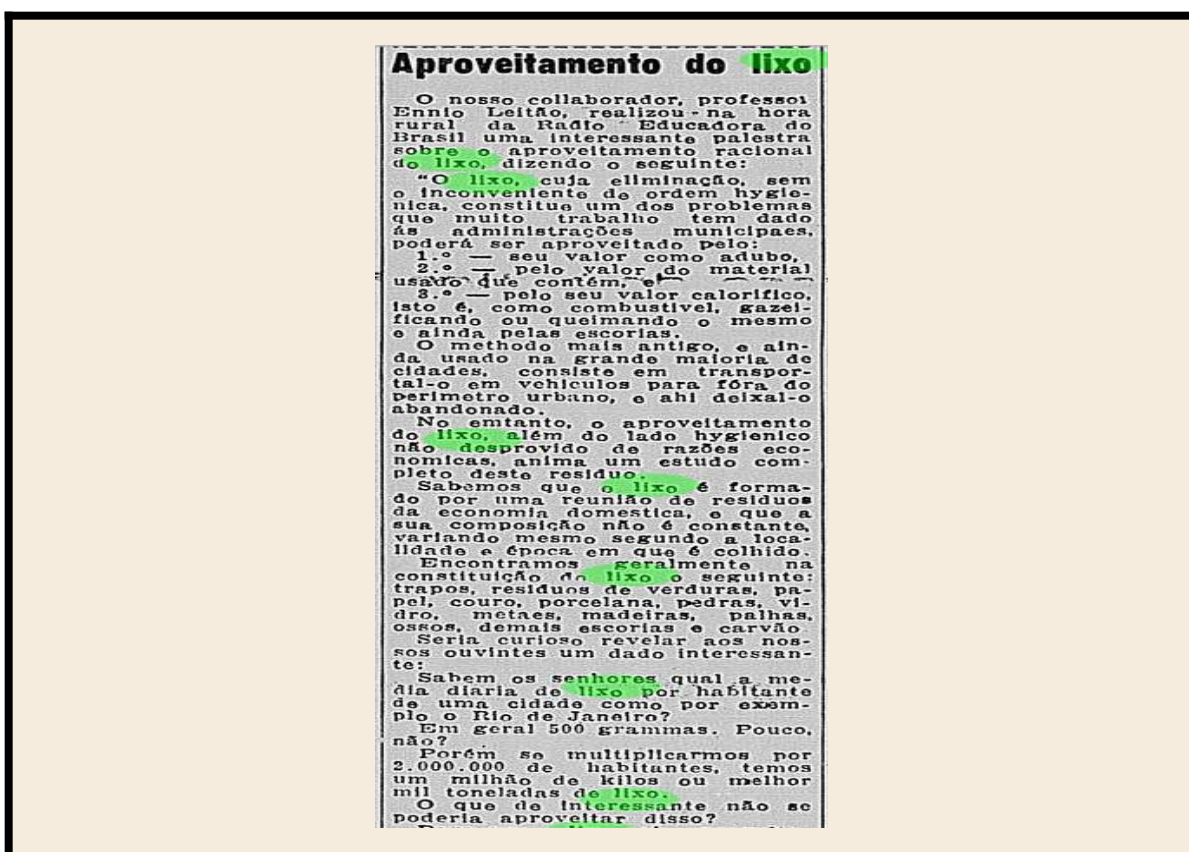 Aproveitamento do lixo
O nosso collaborador, professor
Ennio Leitão, realizou-na hora
rural da Radio Educadora do
Brasil uma interessante palestra
sobre o aproveitamento racional
do lixo, dizendo o seguinte:
"O lixo, cuja eliminação, sem
o inconveniente de ordem hygie-
nica, constitue um dos problemas
que muito trabalho tem dado
ás administrações municipaes,
poderá ser aproveitado pelo:
1.º — seu valor como adubo,
2.º — pelo valor do material
usado que contém, e
3.º — pelo seu valor calorifico,
isto é, como combustivel, gazei-
ficando ou queimando o mesmo
e ainda pelas escorias.
O methodo mais antigo, e ain-
da usado na grande maioria de
cidades, consiste em transpor-
tal-o em vehiculos para fóra do
perimetro urbano, e ahi deixal-o
abandonado.
No emtanto, o aproveitamento
do lixo, além do lado hygienico
não desprovido de razões eco-
nomicas, anima um estudo com-
pleto deste residuo.
Sabemos que o lixo é forma-
do por uma reunião de residuos
da economia domestica, e que a
sua composição não é constante,
variando mesmo segundo a loca-
lidade e época em que é colhido.
Encontramos geralmente na
constituição do lixo o seguinte:
trapos, residuos de verduras, pa-
pel, couro, porcelana, pedras, vi-
dro, metaes, madeiras, palhas,
ossos, demais escorias e carvão
Seria curioso revelar aos nos-
sos ouvintes um dado interessan-
te:
Sabem os senhores qual a me-
dia diaria de lixo por habitante
de uma cidade como por exem-
plo o Rio de Janeiro?
Em geral 500 grammas. Pouco,
não?
Porém se multiplicarmos por
2.000.000 de habitantes, temos
um milhão de kilos ou melhor
mil toneladas de lixo.
O que de interessante não se
poderia aproveitar disso?